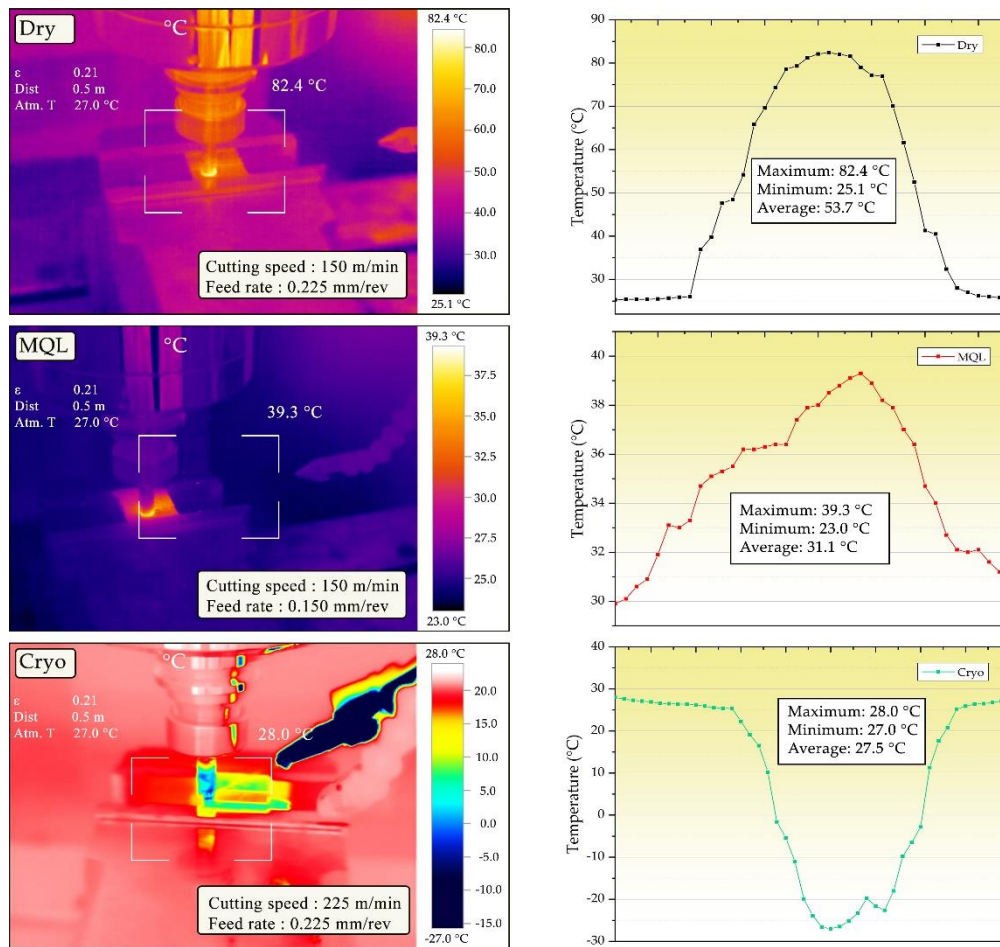 Dry
°C
82.4 °C
ε 0.21
Dist 0.5 m
Atm. T 27.0 °C
82.4 °C
80.0
70.0
60.0
50.0
40.0
30.0
25.1 °C
Cutting speed : 150 m/min
Feed rate : 0.225 mm/rev
Temperature (°C)
90
80
70
60
50
40
30
Dry
Maximum: 82.4 °C
Minimum: 25.1 °C
Average: 53.7 °C
MQL
°C
39.3 °C
ε 0.21
Dist 0.5 m
Atm. T 27.0 °C
39.3 °C
37.5
35.0
32.5
30.0
27.5
25.0
23.0 °C
Cutting speed : 150 m/min
Feed rate : 0.150 mm/rev
Temperature (°C)
40
38
36
34
32
30
MQL
Maximum: 39.3 °C
Minimum: 23.0 °C
Average: 31.1 °C
Cryo
°C
28.0 °C
ε 0.21
Dist 0.5 m
Atm. T 27.0 °C
28.0 °C
20.0
15.0
10.0
5.0
0.0
-5.0
-10.0
-15.0
-27.0 °C
Cutting speed : 225 m/min
Feed rate : 0.225 mm/rev
Temperature (°C)
40
30
20
10
0
-10
-20
-30
Cryo
Maximum: 28.0 °C
Minimum: 27.0 °C
Average: 27.5 °C